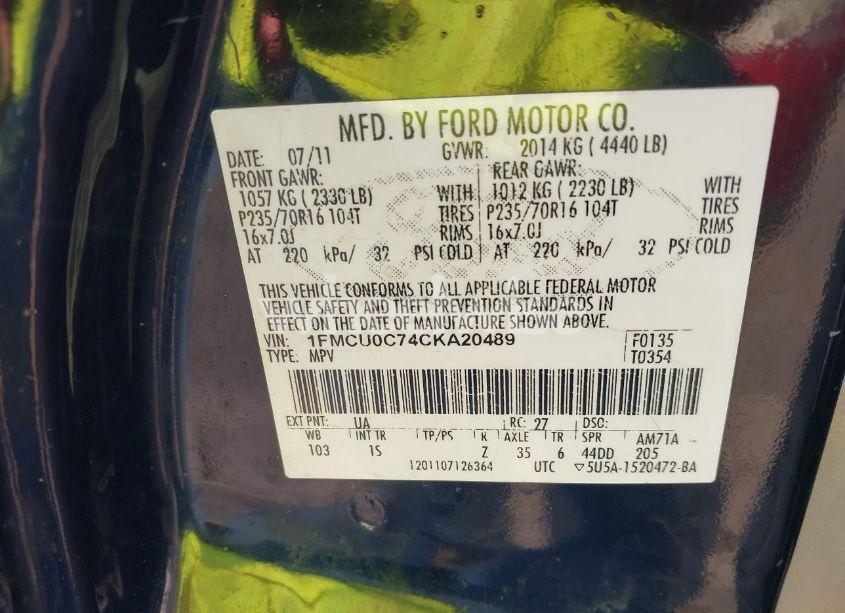 MFD. BY FORD MOTOR CO.
DATE: 07/11 GVWR: 2014 KG ( 4440 LB)
FRONT GAWR: REAR GAWR:
1057 KG ( 2330 LB) WITH 1012 KG ( 2230 LB) WITH
P235/70R16 104T TIRES P235/70R16 104T TIRES
16x7.0J RIMS 16x7.0J RIMS
AT 220 kPa/ 32 PSI COLD AT 220 kPa/ 32 PSI COLD
THIS VEHICLE CONFORMS TO ALL APPLICABLE FEDERAL MOTOR
VEHICLE SAFETY AND THEFT PREVENTION STANDARDS IN
EFFECT ON THE DATE OF MANUFACTURE SHOWN ABOVE.
VIN: 1FMCU0C74CKA20489 F0135
TYPE: MPV T0354
EXT PNT: UA RC: 27 DSO:
WB INT TR TP/PS R AXLE TR SPR AM71A
103 1S Z 35 6 44DD 205
1201107126364 UTC ▽5U5A-1520472-BA